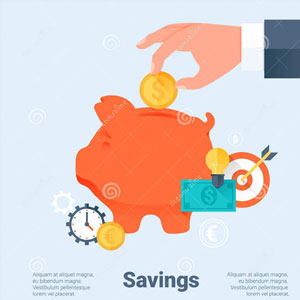 $
$
€
€
Aliquam at aliquet magna,
eu bibendum magna.
Vestibulum pellentesque
lorem vel placerat.
Savings
Aliquam at aliquet magna,
eu bibendum magna.
Vestibulum pellentesque
lorem vel placerat.